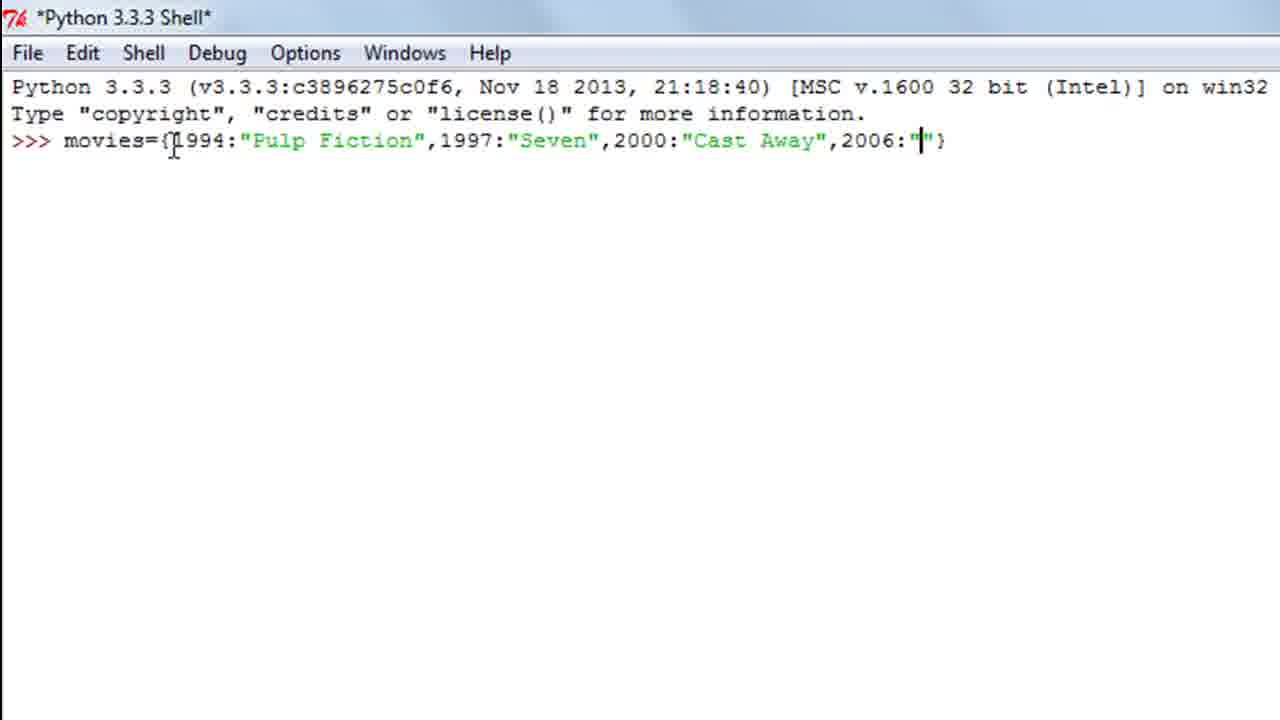 *Python 3.3.3 Shell*
File Edit Shell Debug Options Windows Help
Python 3.3.3 (v3.3.3:c3896275c0f6, Nov 18 2013, 21:18:40) [MSC v.1600 32 bit (Intel)] on win32
Type "copyright", "credits" or "license()" for more information.
>>> movies={1994:"Pulp Fiction",1997:"Seven",2000:"Cast Away",2006:""}